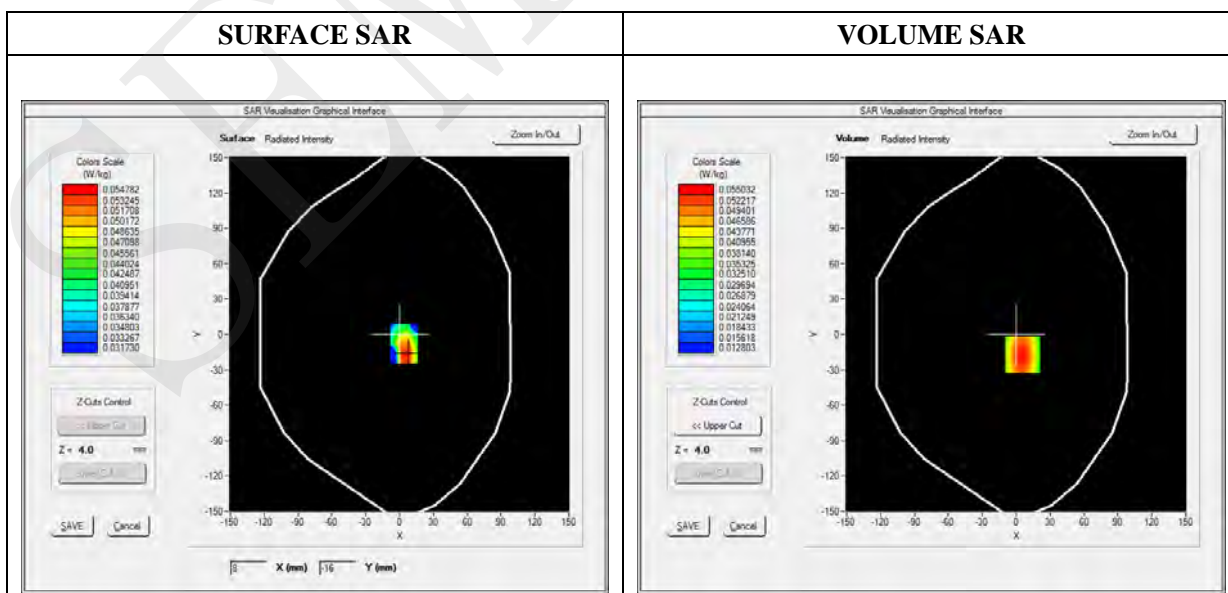 SURFACE SAR
VOLUME SAR
SAR Visualisation Graphical Interface
Surface Radiated Intensity
Zoom In/Out
Colors Scale
(W/kg)
0.054782
0.053245
0.051708
0.050172
0.048635
0.047098
0.045561
0.044024
0.042487
0.040951
0.039414
0.037877
0.036340
0.034803
0.033267
0.031730
Z-Cuts Control
<< Upper Cut
Z = 4.0 mm
SAVE Cancel
150
120
90
60
30
0
-30
-60
-90
-120
-150
Y
-150 -120 -90 -60 -30 0 30 60 90 120 150
X
8 X (mm) -16 Y (mm)
SAR Visualisation Graphical Interface
Volume Radiated Intensity
Zoom In/Out
Colors Scale
(W/kg)
0.055032
0.052217
0.049401
0.046586
0.043771
0.040955
0.038140
0.035325
0.032510
0.029694
0.026879
0.024064
0.021249
0.018433
0.015618
0.012803
Z-Cuts Control
<< Upper Cut
Z = 4.0 mm
SAVE Cancel
150
120
90
60
30
0
-30
-60
-90
-120
-150
Y
-150 -120 -90 -60 -30 0 30 60 90 120 150
X